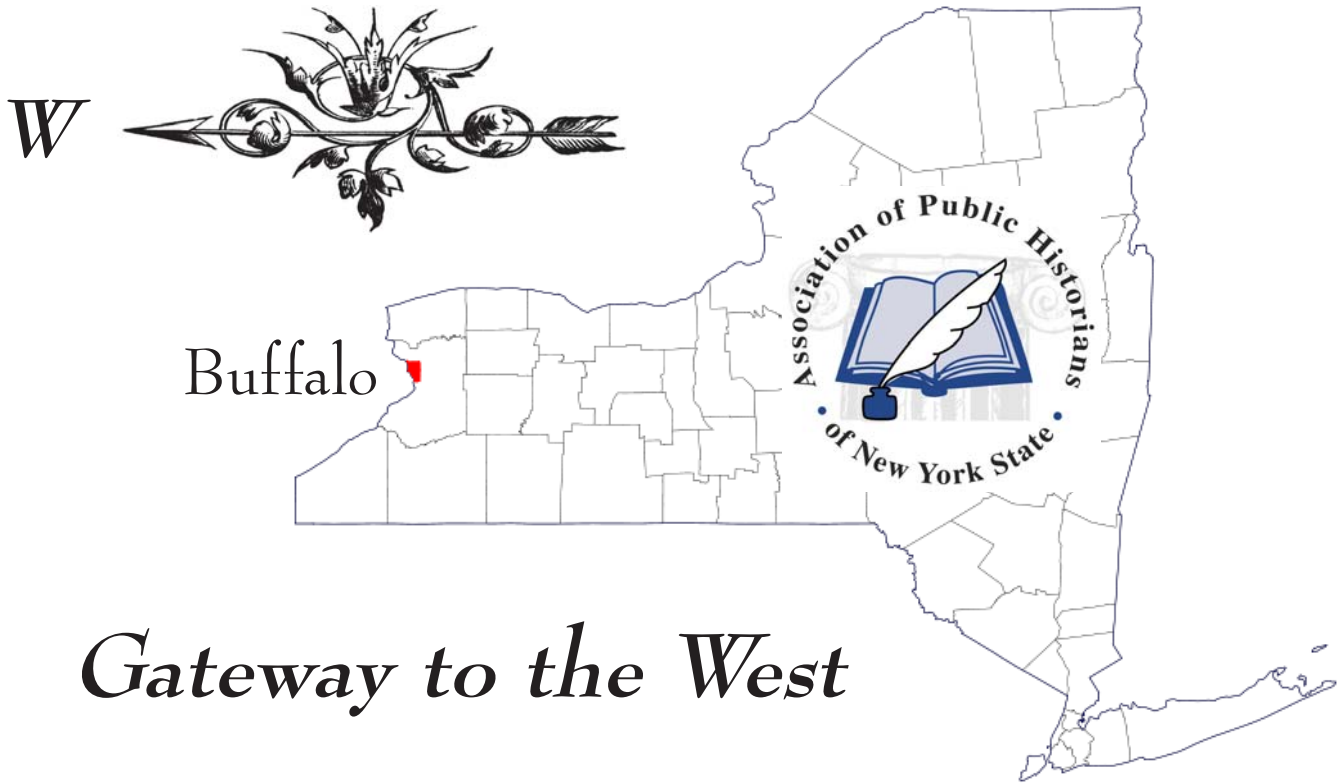 W
Association of Public Historians
of New York State
Buffalo
Gateway to the West